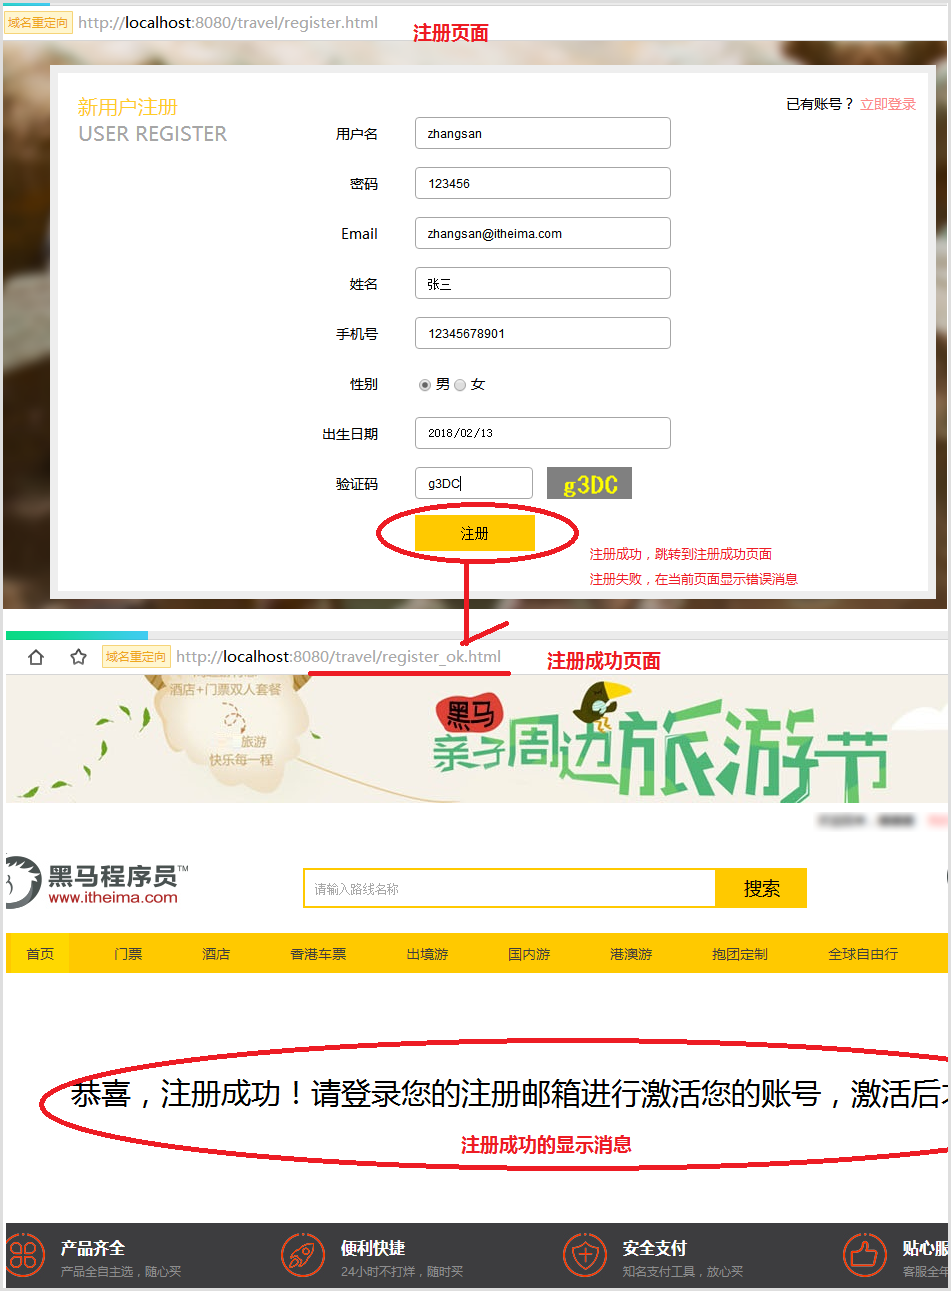 域名重定向 http://localhost:8080/travel/register.html
注册页面
新用户注册
USER REGISTER
已有账号？ 立即登录
用户名 zhangsan
密码 123456
Email zhangsan@itheima.com
姓名 张三
手机号 12345678901
性别 男 女
出生日期 2018/02/13
验证码 g3DC g3DC
注册
注册成功，跳转到注册成功页面
注册失败，在当前页面显示错误消息
域名重定向 http://localhost:8080/travel/register_ok.html
注册成功页面
酒店+门票双人套餐
旅游
快乐每一程
黑马
亲子周边旅游节
黑马程序员™
www.itheima.com
请输入路线名称 搜索
首页 门票 酒店 香港车票 出境游 国内游 港澳游 抱团定制 全球自由行
恭喜，注册成功！请登录您的注册邮箱进行激活您的账号，激活后
注册成功的显示消息
产品齐全 便利快捷 安全支付 贴心服
产品全自主选，随心买 24小时不打烊，随时买 知名支付工具，放心买 客服全年